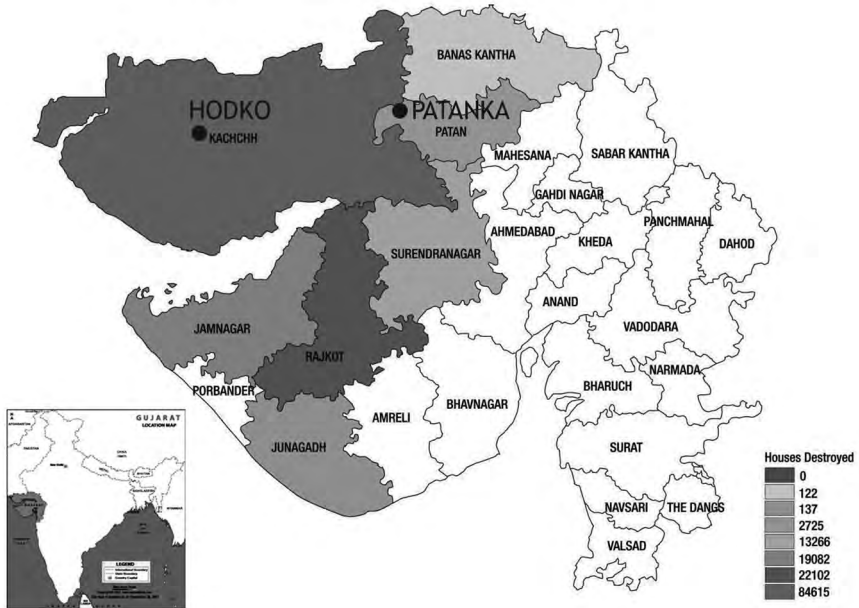 BANAS KANTHA
HODKO
KACHCHH
PATANKA
PATAN
MAHESANA
SABAR KANTHA
GAHDI NAGAR
AHMEDABAD
KHEDA
PANCHMAHAL
DAHOD
SURENDRANAGAR
ANAND
JAMNAGAR
VADODARA
RAJKOT
PORBANDER
NARMADA
BHARUCH
BHAVNAGAR
AMRELI
JUNAGADH
SURAT
NAVSARI
THE DANGS
VALSAD
GUJARAT
LOCATION MAP
LEGEND
Houses Destroyed
0
122
137
2725
13266
19082
22102
84615